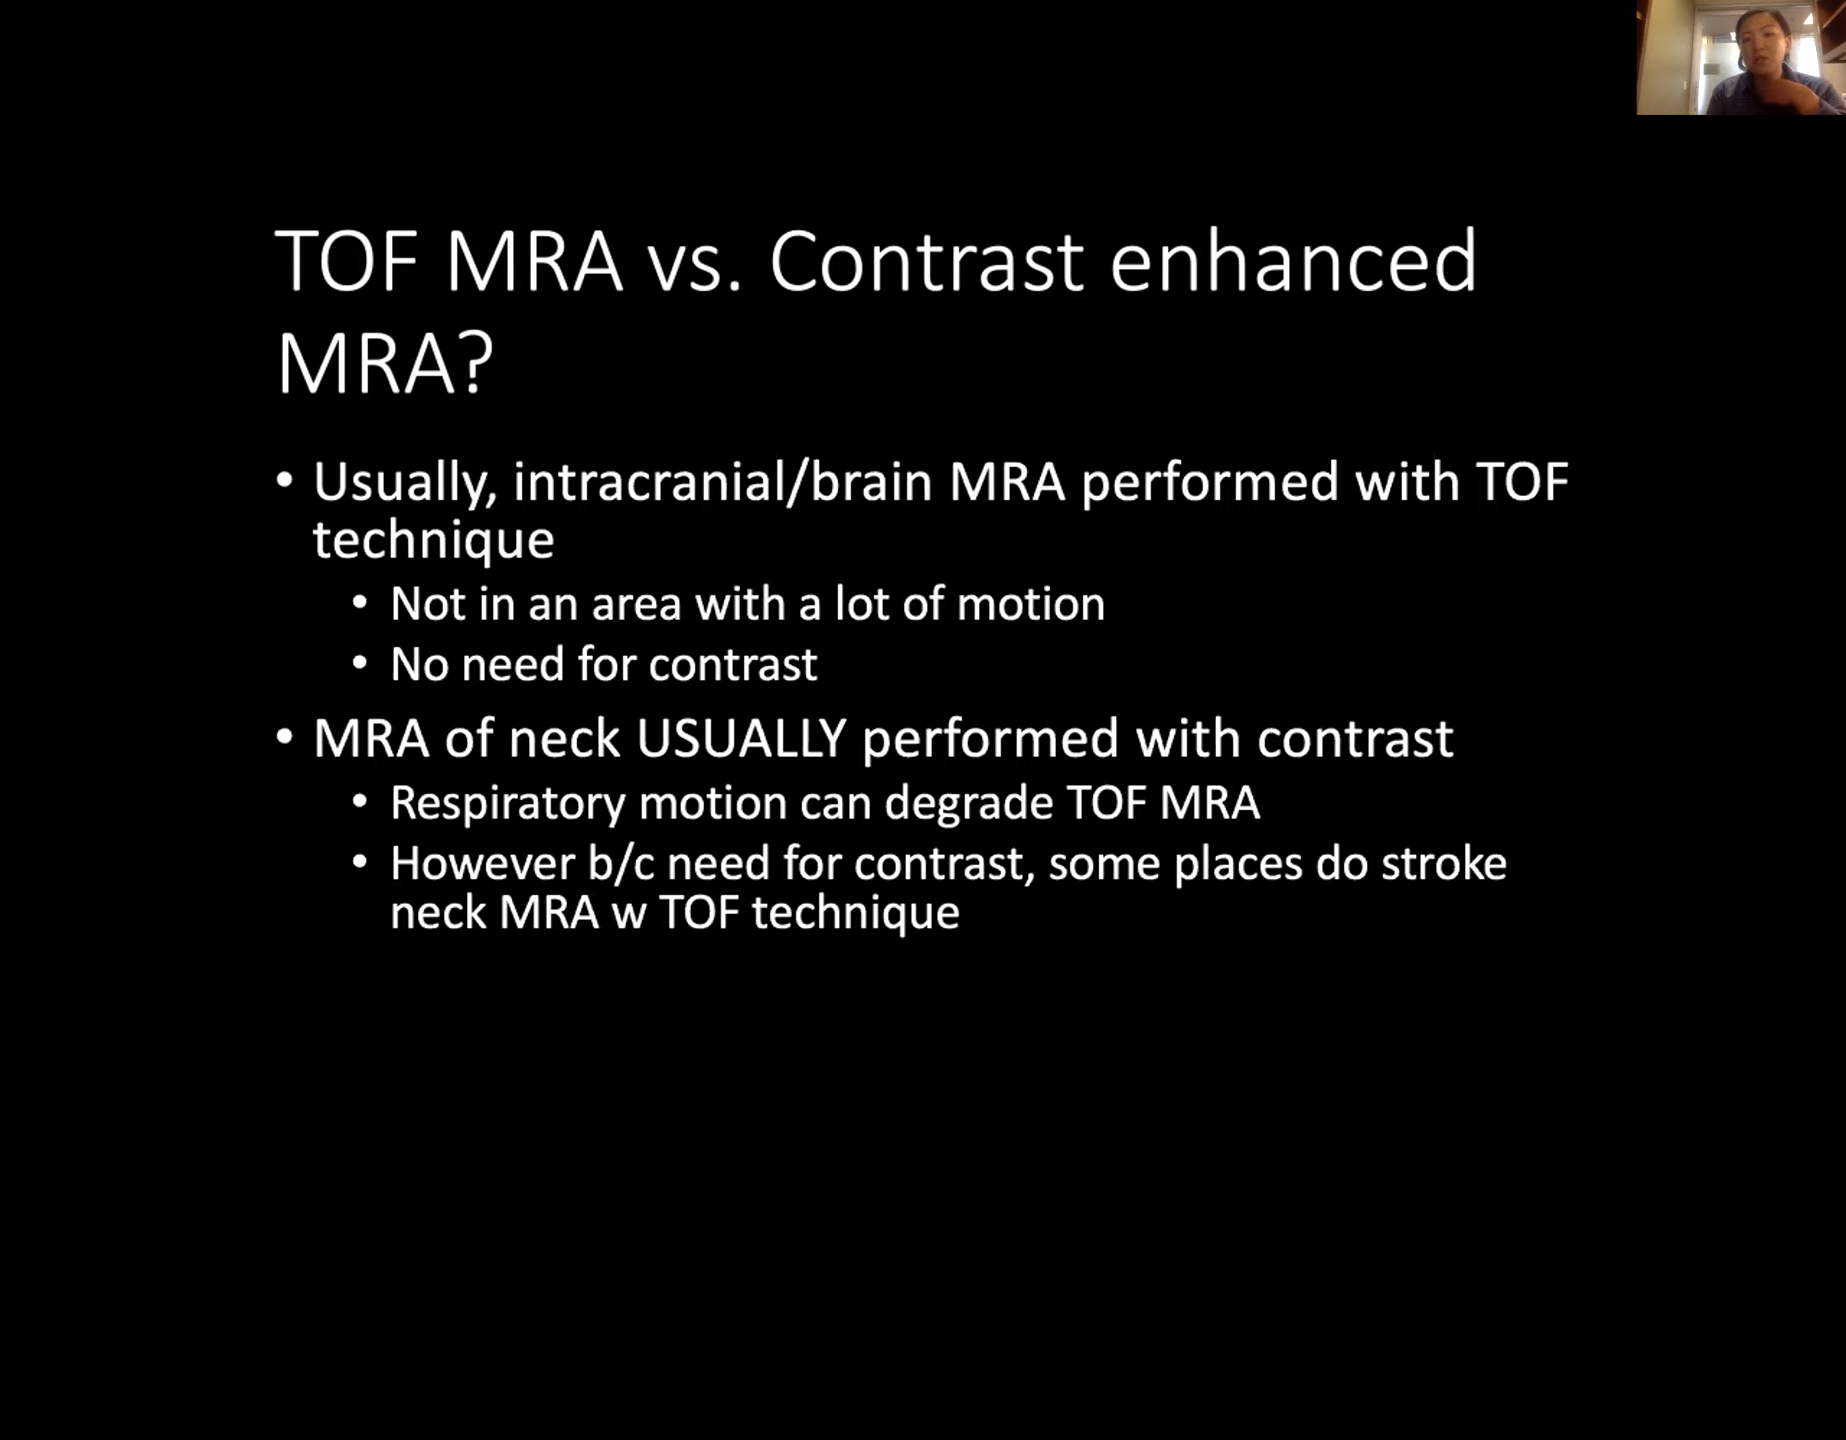 TOF MRA vs. Contrast enhanced
MRA?
• Usually, intracranial/brain MRA performed with TOF
technique
• Not in an area with a lot of motion
• No need for contrast
• MRA of neck USUALLY performed with contrast
• Respiratory motion can degrade TOF MRA
• However b/c need for contrast, some places do stroke
neck MRA w TOF technique